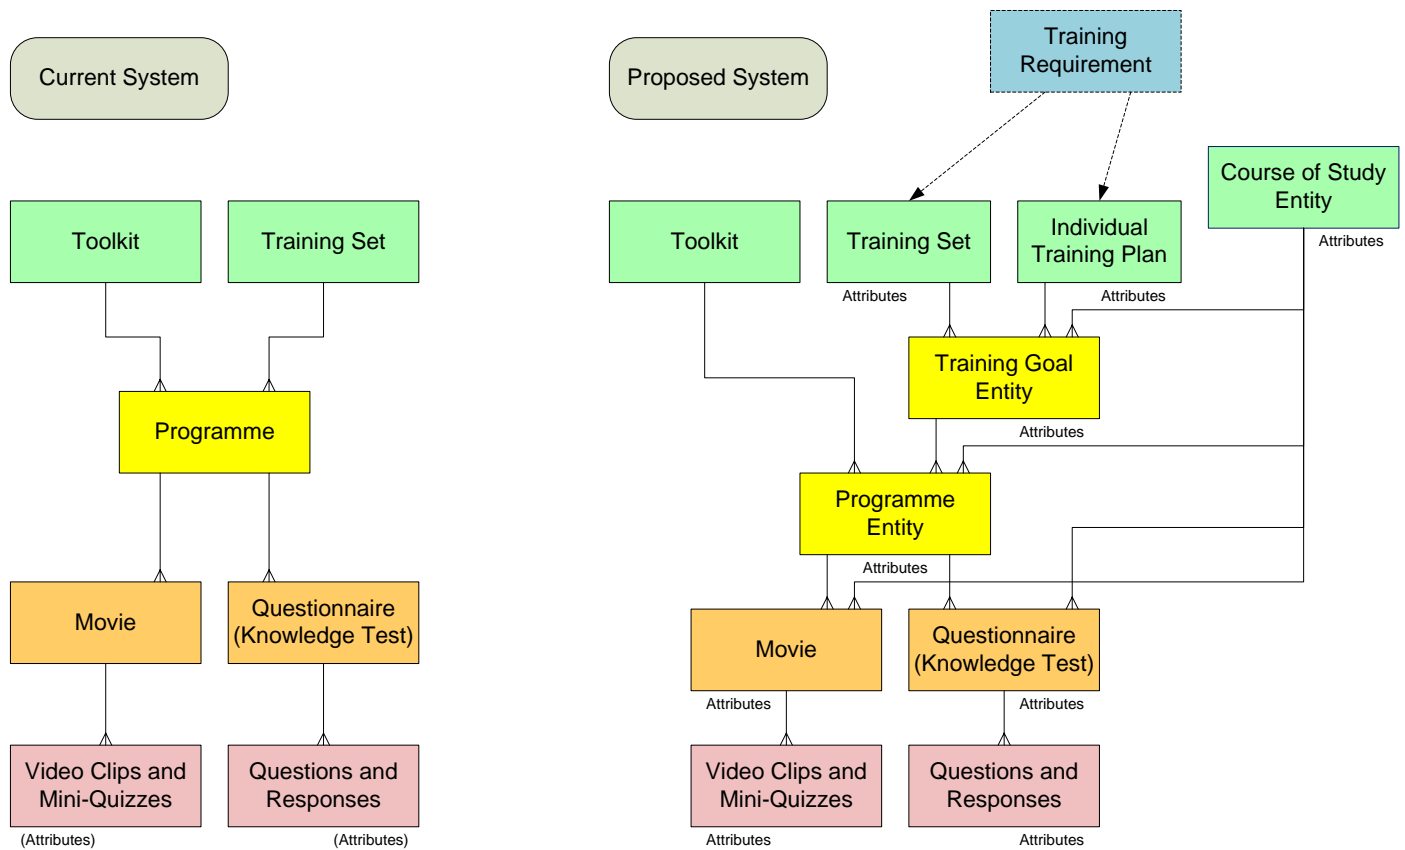 Current System
Toolkit
Training Set
Programme
Movie
Questionnaire
(Knowledge Test)
Video Clips and
Mini-Quizzes
(Attributes)
Questions and
Responses
(Attributes)
Proposed System
Training
Requirement
Course of Study
Entity
Attributes
Toolkit
Training Set
Attributes
Individual
Training Plan
Attributes
Training Goal
Entity
Attributes
Programme
Entity
Attributes
Movie
Attributes
Questionnaire
(Knowledge Test)
Attributes
Video Clips and
Mini-Quizzes
Attributes
Questions and
Responses
Attributes